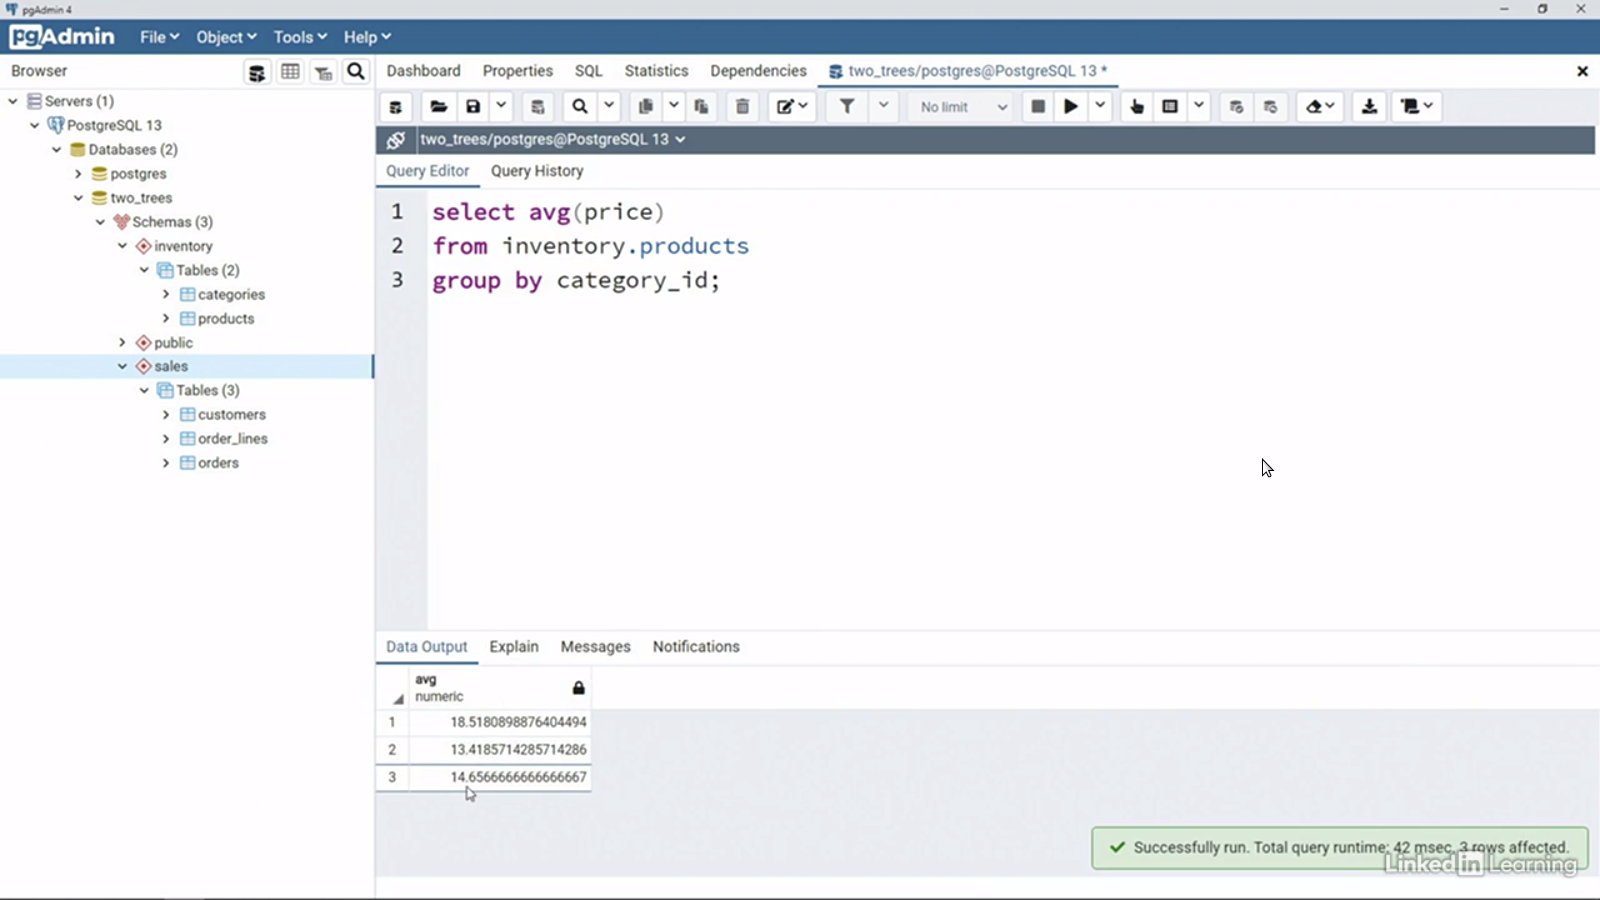 pgAdmin 4
pgAdmin File Object Tools Help
Browser
Dashboard Properties SQL Statistics Dependencies two_trees/postgres@PostgreSQL 13 *
No limit
Servers (1)
PostgreSQL 13
Databases (2)
postgres
two_trees
Schemas (3)
inventory
Tables (2)
categories
products
public
sales
Tables (3)
customers
order_lines
orders
two_trees/postgres@PostgreSQL 13
Query Editor Query History
1 select avg(price)
2 from inventory.products
3 group by category_id;
Data Output Explain Messages Notifications
avg
numeric
1 18.5180898876404494
2 13.4185714285714286
3 14.6566666666666667
Successfully run. Total query runtime: 42 msec. 3 rows affected.
Linked in Learning